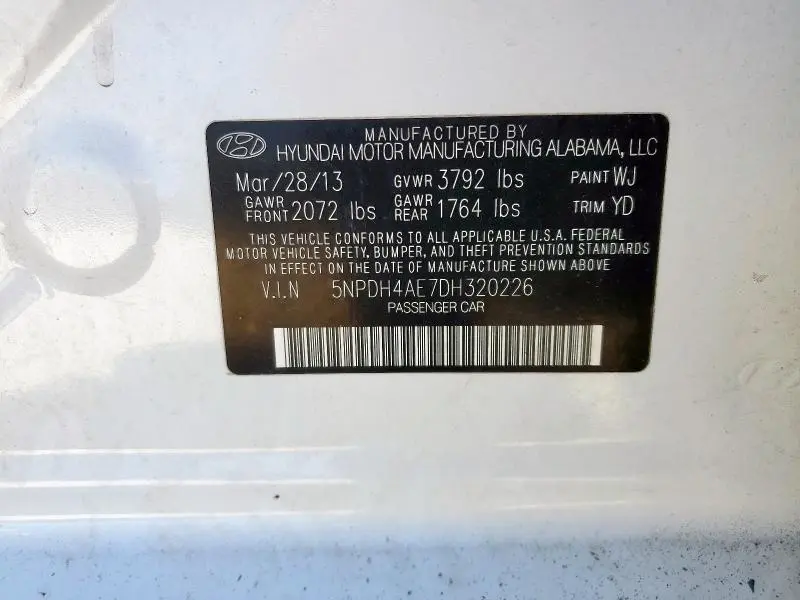 MANUFACTURED BY
HYUNDAI MOTOR MANUFACTURING ALABAMA, LLC
Mar/28/13 GVWR 3792 lbs PAINT WJ
GAWR FRONT 2072 lbs GAWR REAR 1764 lbs TRIM YD
THIS VEHICLE CONFORMS TO ALL APPLICABLE U.S.A. FEDERAL
MOTOR VEHICLE SAFETY, BUMPER, AND THEFT PREVENTION STANDARDS
IN EFFECT ON THE DATE OF MANUFACTURE SHOWN ABOVE
V.I.N 5NPDH4AE7DH320226
PASSENGER CAR